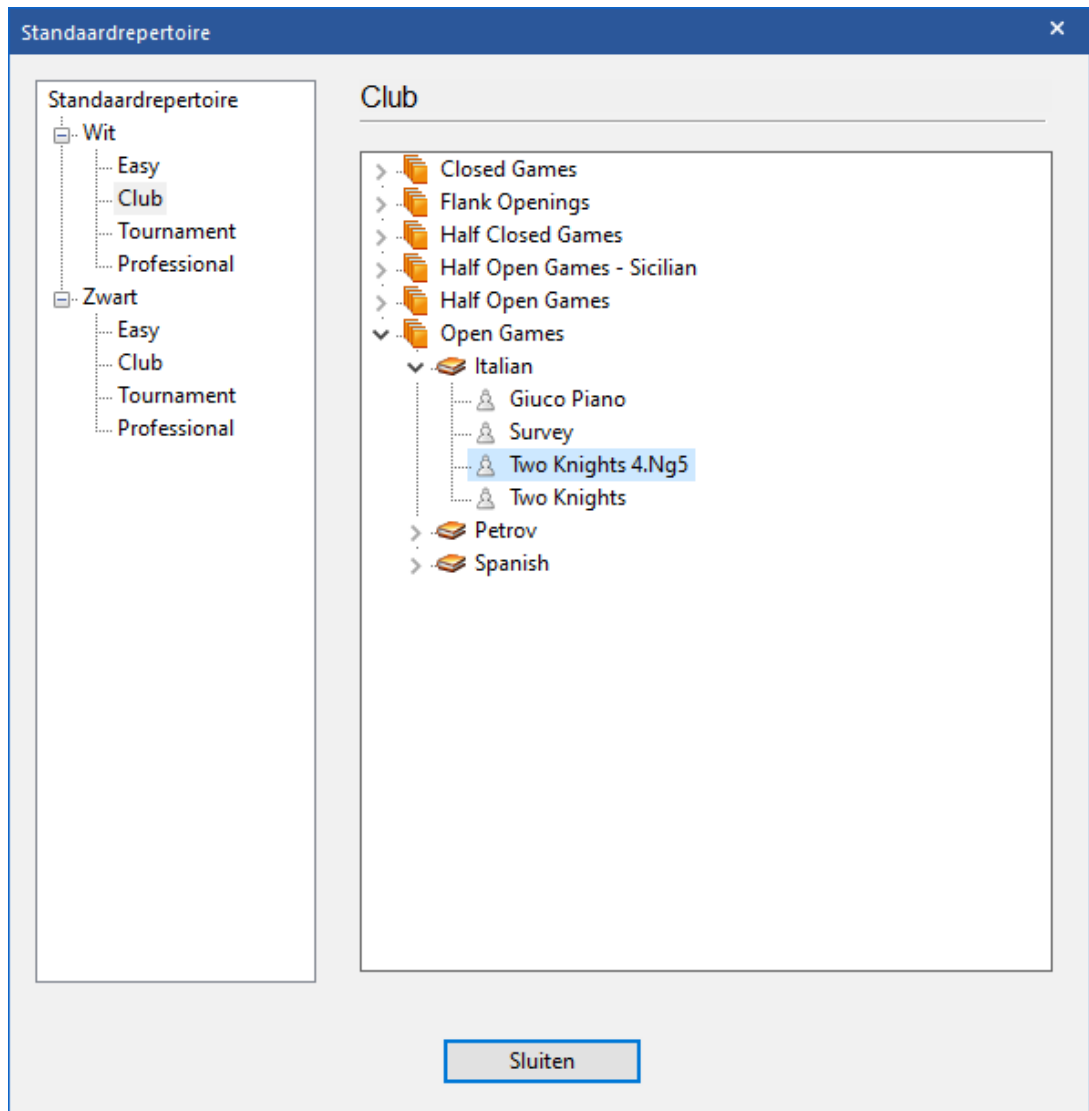 Standaardrepertoire
Standaardrepertoire
Wit
Easy
Club
Tournament
Professional
Zwart
Easy
Club
Tournament
Professional
Club
Closed Games
Flank Openings
Half Closed Games
Half Open Games - Sicilian
Half Open Games
Open Games
Italian
Giuco Piano
Survey
Two Knights 4.Ng5
Two Knights
Petrov
Spanish
Sluiten